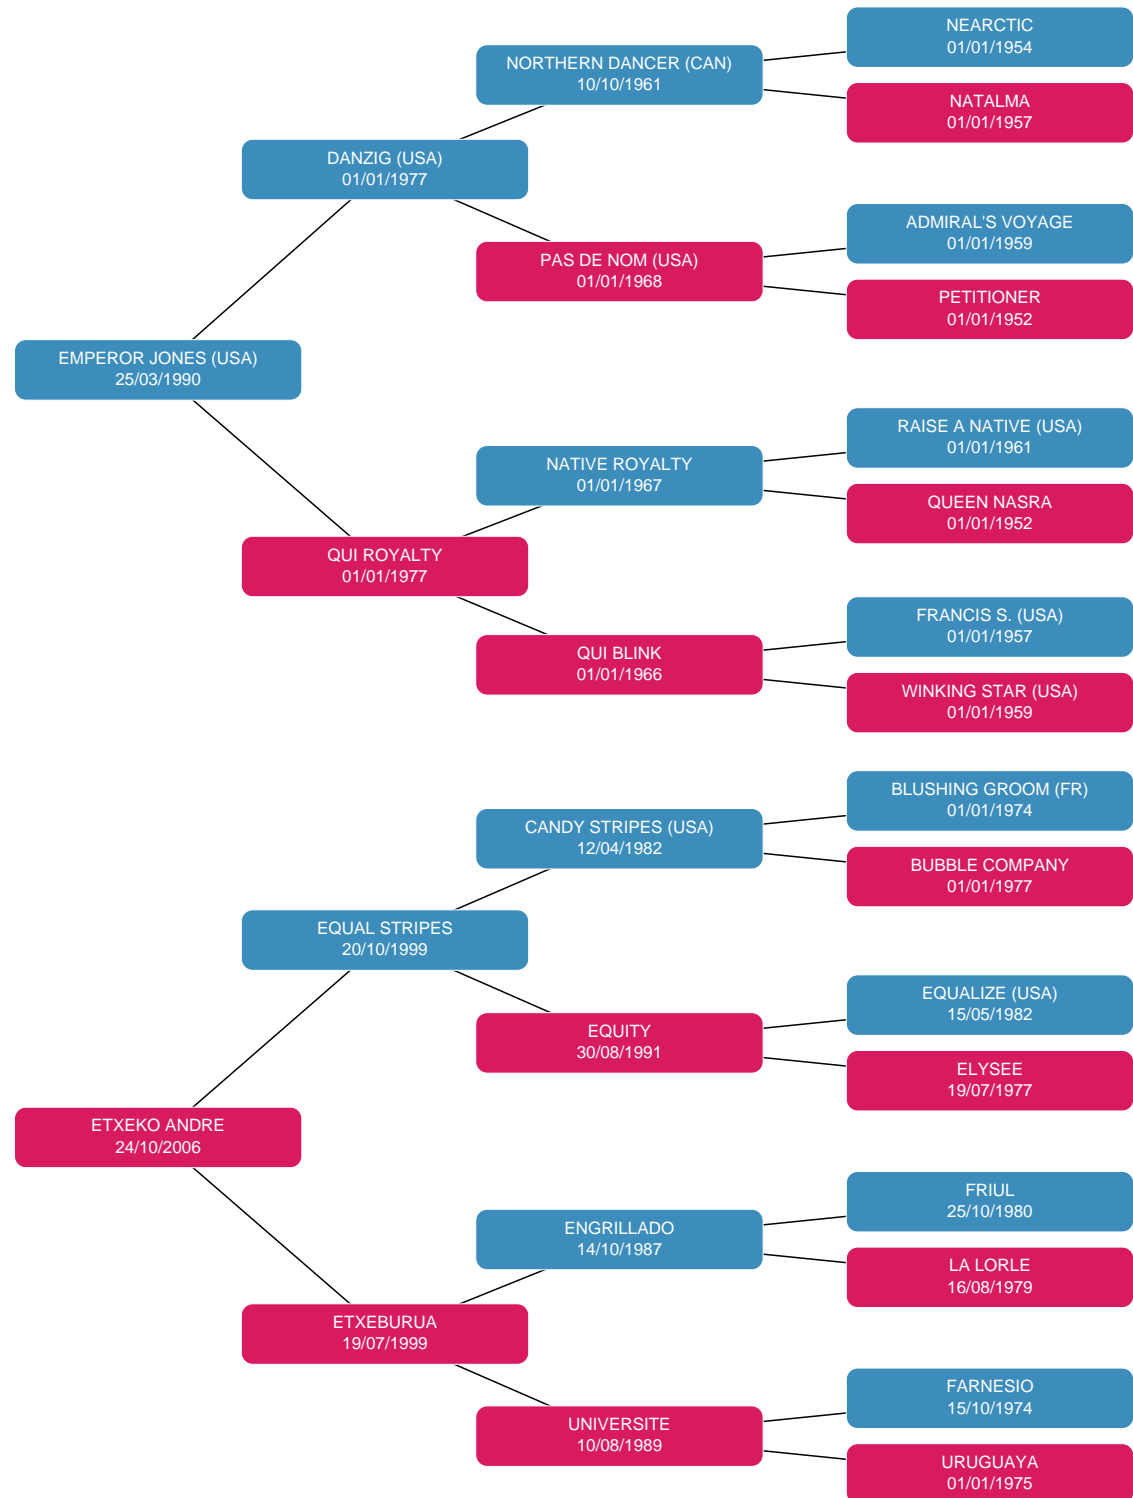 NEARCTIC
01/01/1954
NORTHERN DANCER (CAN)
10/10/1961
NATALMA
01/01/1957
DANZIG (USA)
01/01/1977
ADMIRAL'S VOYAGE
01/01/1959
PAS DE NOM (USA)
01/01/1968
PETITIONER
01/01/1952
EMPEROR JONES (USA)
25/03/1990
RAISE A NATIVE (USA)
01/01/1961
NATIVE ROYALTY
01/01/1967
QUEEN NASRA
01/01/1952
QUI ROYALTY
01/01/1977
FRANCIS S. (USA)
01/01/1957
QUI BLINK
01/01/1966
WINKING STAR (USA)
01/01/1959
BLUSHING GROOM (FR)
01/01/1974
CANDY STRIPES (USA)
12/04/1982
BUBBLE COMPANY
01/01/1977
EQUAL STRIPES
20/10/1999
EQUALIZE (USA)
15/05/1982
EQUITY
30/08/1991
ELYSEE
19/07/1977
ETXEKO ANDRE
24/10/2006
FRIUL
25/10/1980
ENGRILLADO
14/10/1987
LA LORLE
16/08/1979
ETXEBURUA
19/07/1999
FARNESIO
15/10/1974
UNIVERSITE
10/08/1989
URUGUAYA
01/01/1975